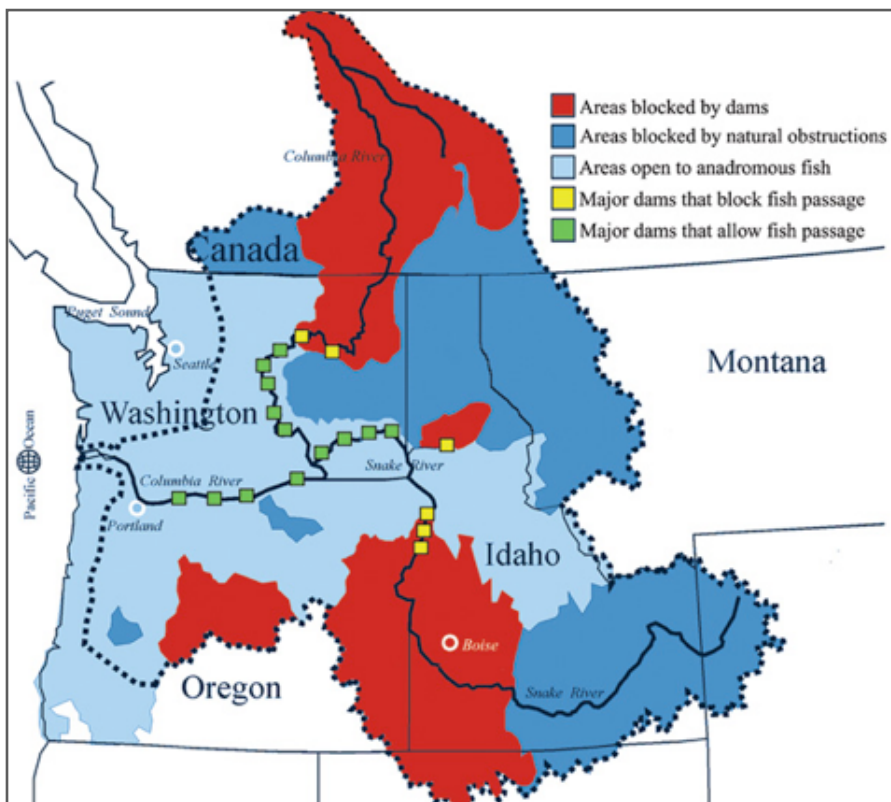 Areas blocked by dams
Areas blocked by natural obstructions
Areas open to anadromous fish
Major dams that block fish passage
Major dams that allow fish passage
Columbia River
Canada
Puget Sound
Seattle
Montana
Washington
Pacific Ocean
Snake River
Columbia River
Portland
Idaho
Boise
Oregon
Snake River